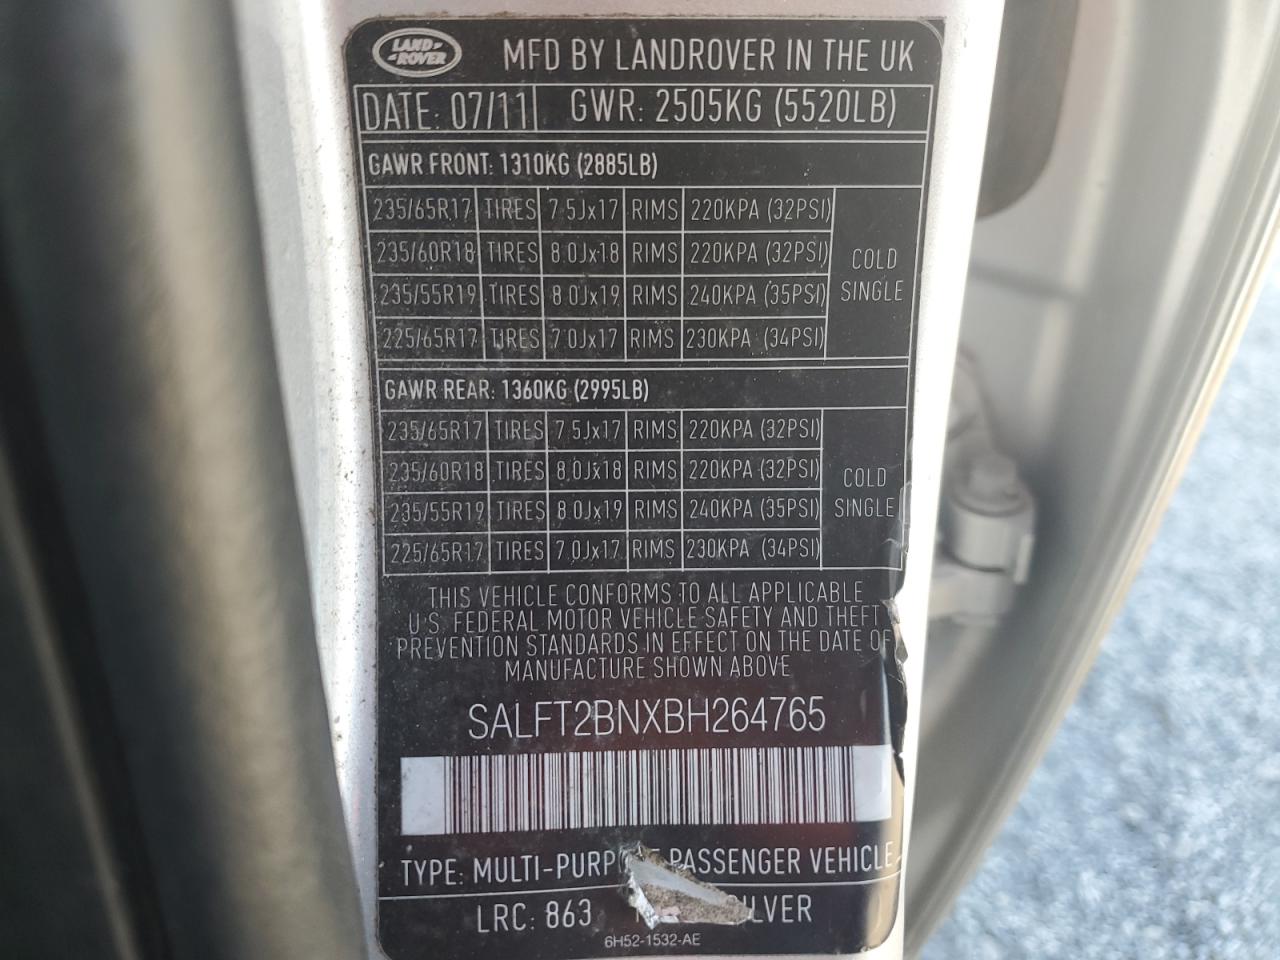 LAND-
-ROVER
MFD BY LANDROVER IN THE UK
DATE: 07/11 GWR: 2505KG (5520LB)
GAWR FRONT: 1310KG (2885LB)
235/65R17 TIRES 7.5Jx17 RIMS 220KPA (32PSI)
235/60R18 TIRES 8.0Jx18 RIMS 220KPA (32PSI)
235/55R19 TIRES 8.0Jx19 RIMS 240KPA (35PSI)
225/65R17 TIRES 7.0Jx17 RIMS 230KPA (34PSI)
COLD
SINGLE
GAWR REAR: 1360KG (2995LB)
235/65R17 TIRES 7.5Jx17 RIMS 220KPA (32PSI)
235/60R18 TIRES 8.0Jx18 RIMS 220KPA (32PSI)
235/55R19 TIRES 8.0Jx19 RIMS 240KPA (35PSI)
225/65R17 TIRES 7.0Jx17 RIMS 230KPA (34PSI)
COLD
SINGLE
THIS VEHICLE CONFORMS TO ALL APPLICABLE
U.S. FEDERAL MOTOR VEHICLE SAFETY AND THEFT
PREVENTION STANDARDS IN EFFECT ON THE DATE OF
MANUFACTURE SHOWN ABOVE
SALFT2BNXBH264765
TYPE: MULTI-PURPOSE PASSENGER VEHICLE
LRC: 863 SILVER
6H52-1532-AE